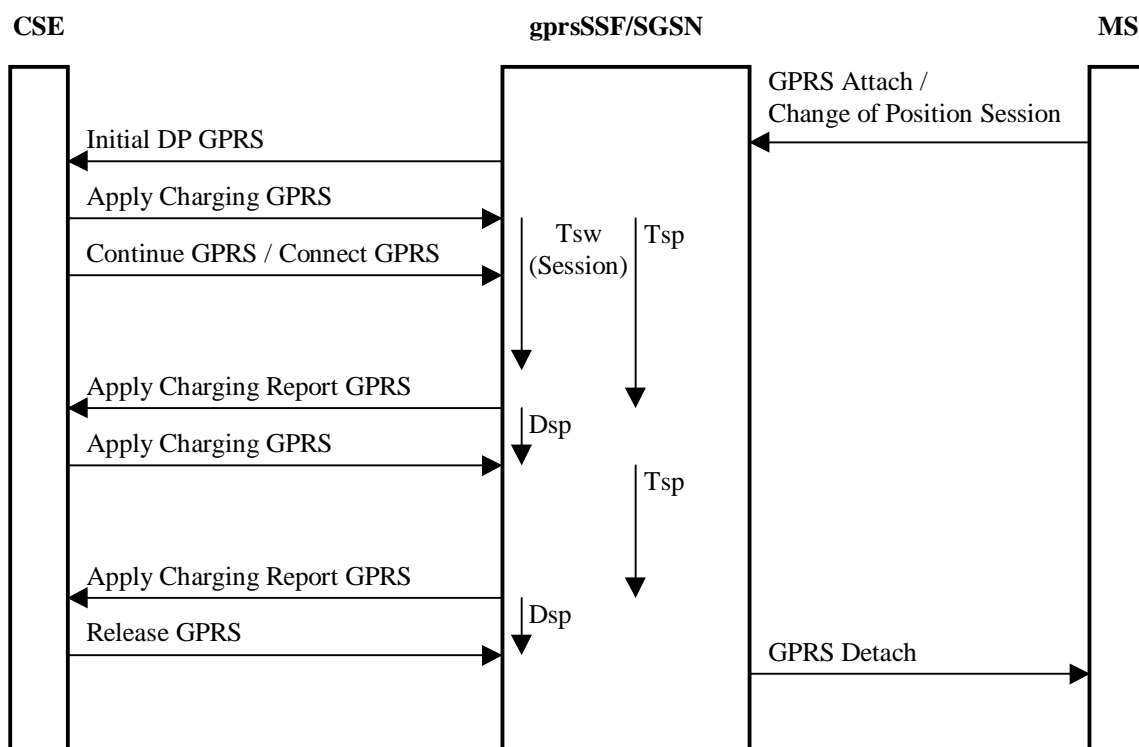 CSE
gprsSSF/SGSN
MS
GPRS Attach /
Change of Position Session
Initial DP GPRS
Apply Charging GPRS
Tsw
(Session)
Tsp
Continue GPRS / Connect GPRS
Apply Charging Report GPRS
Dsp
Apply Charging GPRS
Tsp
Apply Charging Report GPRS
Dsp
Release GPRS
GPRS Detach